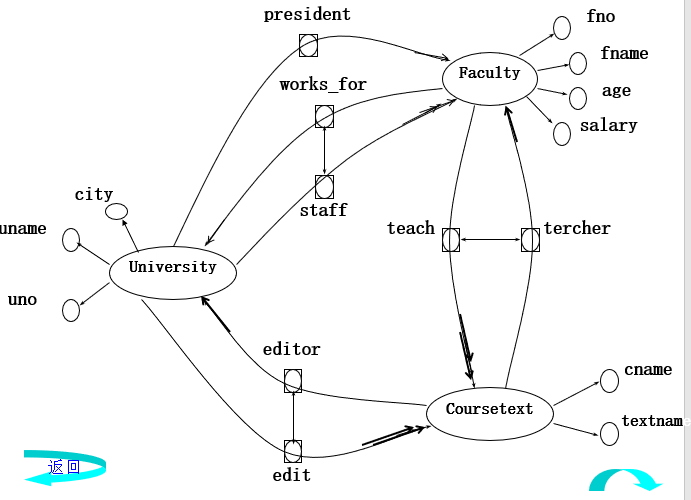 president
fno
fname
Faculty
works_for
age
salary
staff
city
uname
teach
tercher
University
uno
editor
cname
Coursetext
textname
返回
edit